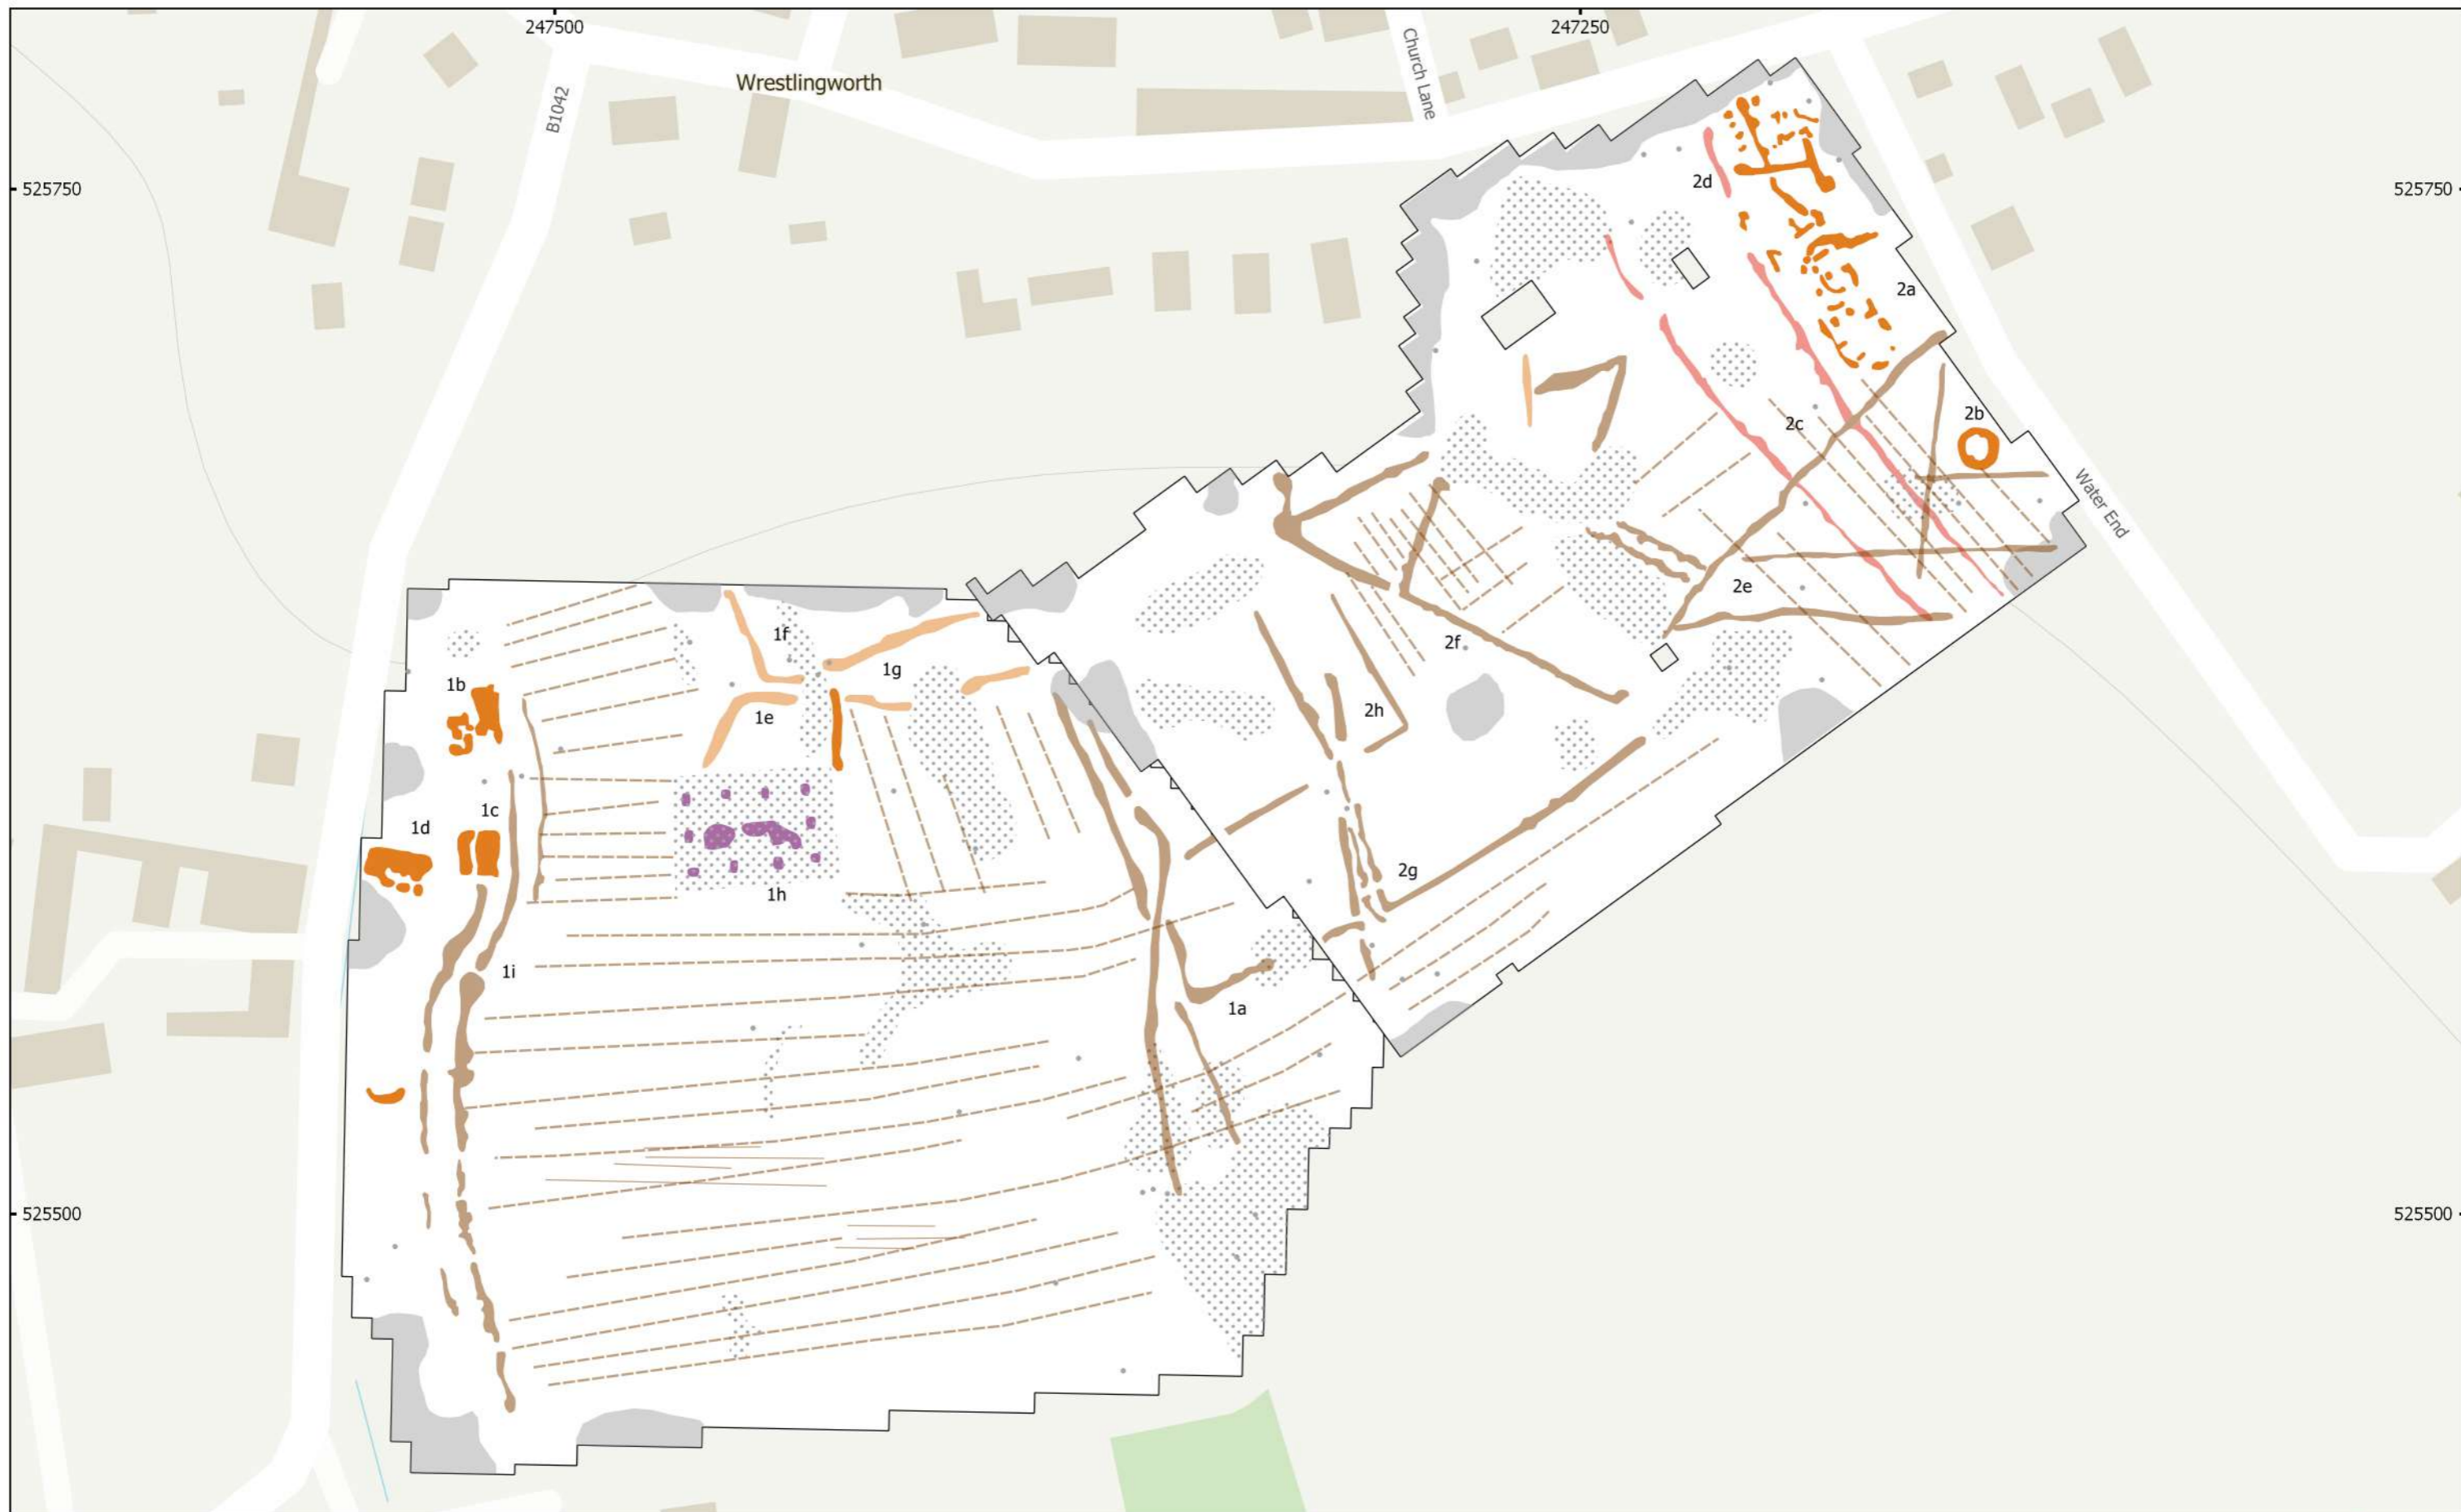 247500
247250
Wrestlingworth
B1042
Church Lane
525750
525750
2d
2a
2b
2c
Water End
2e
2f
1f
1g
1b
1e
2h
1c
1d
2g
1h
1i
1a
525500
525500